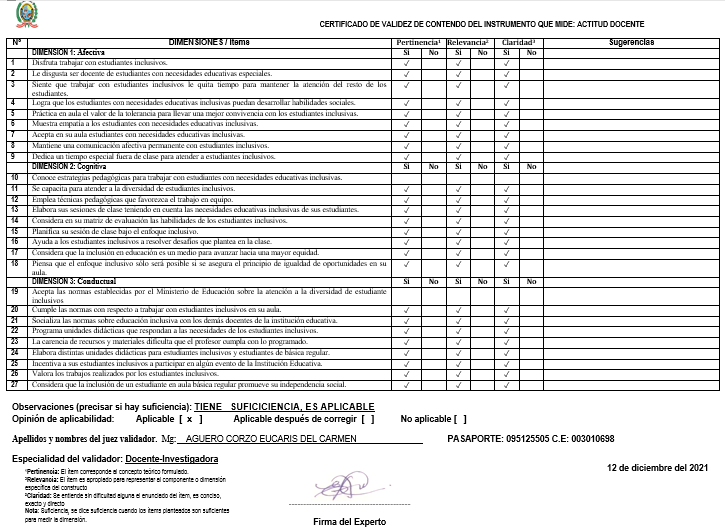 CERTIFICADO DE VALIDEZ DE CONTENDO DEL INSTRUMENTO QUE MIDE: ACTITUD DOCENTE
Nº DIMENSIONES / ítems Pertinencia¹ Relevancia² Claridad³ Sugerencias
DIMENSIÓN 1: Afectiva Si No Si No Si No
1 Disfruta trabajar con estudiantes inclusivos. ✓ ✓ ✓
2 Le disgusta ser docente de estudiantes con necesidades educativas especiales. ✓ ✓ ✓
3 Siente que trabajar con estudiantes inclusivos le quita tiempo para mantener la atención del resto de los ✓ ✓ ✓
estudiantes.
4 Logra que los estudiantes con necesidades educativas inclusivas puedan desarrollar habilidades sociales. ✓ ✓ ✓
5 Práctica en aula el valor de la tolerancia para llevar una mejor convivencia con los estudiantes inclusivos. ✓ ✓ ✓
6 Muestra empatía a los estudiantes con necesidades educativas inclusivas. ✓ ✓ ✓
7 Acepta en su aula estudiantes con necesidades educativas inclusivas. ✓ ✓ ✓
8 Mantiene una comunicación afectiva permanente con estudiantes inclusivos. ✓ ✓ ✓
9 Dedica un tiempo especial fuera de clase para atender a estudiantes inclusivos. ✓ ✓ ✓
DIMENSIÓN 2: Cognitiva Si No Si No Si No
10 Conoce estrategias pedagógicas para trabajar con estudiantes con necesidades educativas inclusivas.
11 Se capacita para atender a la diversidad de estudiantes inclusivos. ✓ ✓ ✓
12 Emplea técnicas pedagógicas que favorezca el trabajo en equipo. ✓ ✓ ✓
13 Elabora sus sesiones de clase teniendo en cuenta las necesidades educativas inclusivas de sus estudiantes. ✓ ✓ ✓
14 Considera en su matriz de evaluación las habilidades de los estudiantes inclusivos. ✓ ✓ ✓
15 Planifica su sesión de clase bajo el enfoque inclusivo. ✓ ✓ ✓
16 Ayuda a los estudiantes inclusivos a resolver desafíos que plantea en la clase. ✓ ✓ ✓
17 Considera que la inclusión en educación es un medio para avanzar hacia una mayor equidad. ✓ ✓ ✓
18 Piensa que el enfoque inclusivo sólo será posible si se asegura el principio de igualdad de oportunidades en su ✓ ✓ ✓
aula.
DIMENSIÓN 3: Conductual Si No Si No Si No
19 Acepta las normas establecidas por el Ministerio de Educación sobre la atención a la diversidad de estudiante
inclusivos
20 Cumple las normas con respecto a trabajar con estudiantes inclusivos en su aula. ✓ ✓ ✓
21 Socializa las normas sobre educación inclusiva con los demás docentes de la institución educativa. ✓ ✓ ✓
22 Programa unidades didácticas que respondan a las necesidades de los estudiantes inclusivos. ✓ ✓ ✓
23 La carencia de recursos y materiales dificulta que el profesor cumpla con lo programado. ✓ ✓ ✓
24 Elabora distintas unidades didácticas para estudiantes inclusivos y estudiantes de básica regular. ✓ ✓ ✓
25 Incentiva a sus estudiantes inclusivos a participar en algún evento de la Institución Educativa. ✓ ✓ ✓
26 Valora los trabajos realizados por los estudiantes inclusivos. ✓ ✓ ✓
27 Considera que la inclusión de un estudiante en aula básica regular promueve su independencia social. ✓ ✓ ✓
Observaciones (precisar si hay suficiencia): TIENE SUFICICIENCIA, ES APLICABLE
Opinión de aplicabilidad: Aplicable [ x ] Aplicable después de corregir [ ] No aplicable [ ]
Apellidos y nombres del juez validador. Mg: AGUERO CORZO EUCARIS DEL CARMEN PASAPORTE: 095125505 C.E: 003010698
Especialidad del validador: Docente-Investigadora
12 de diciembre del 2021
¹Pertinencia: El ítem corresponde al concepto teórico formulado.
²Relevancia: El ítem es apropiado para representar al componente o dimensión
específica del constructo
³Claridad: Se entiende sin dificultad alguna el enunciado del ítem, es conciso,
exacto y directo
Nota: Suficiencia, se dice suficiencia cuando los ítems planteados son suficientes
para medir la dimensión.
Firma del Experto